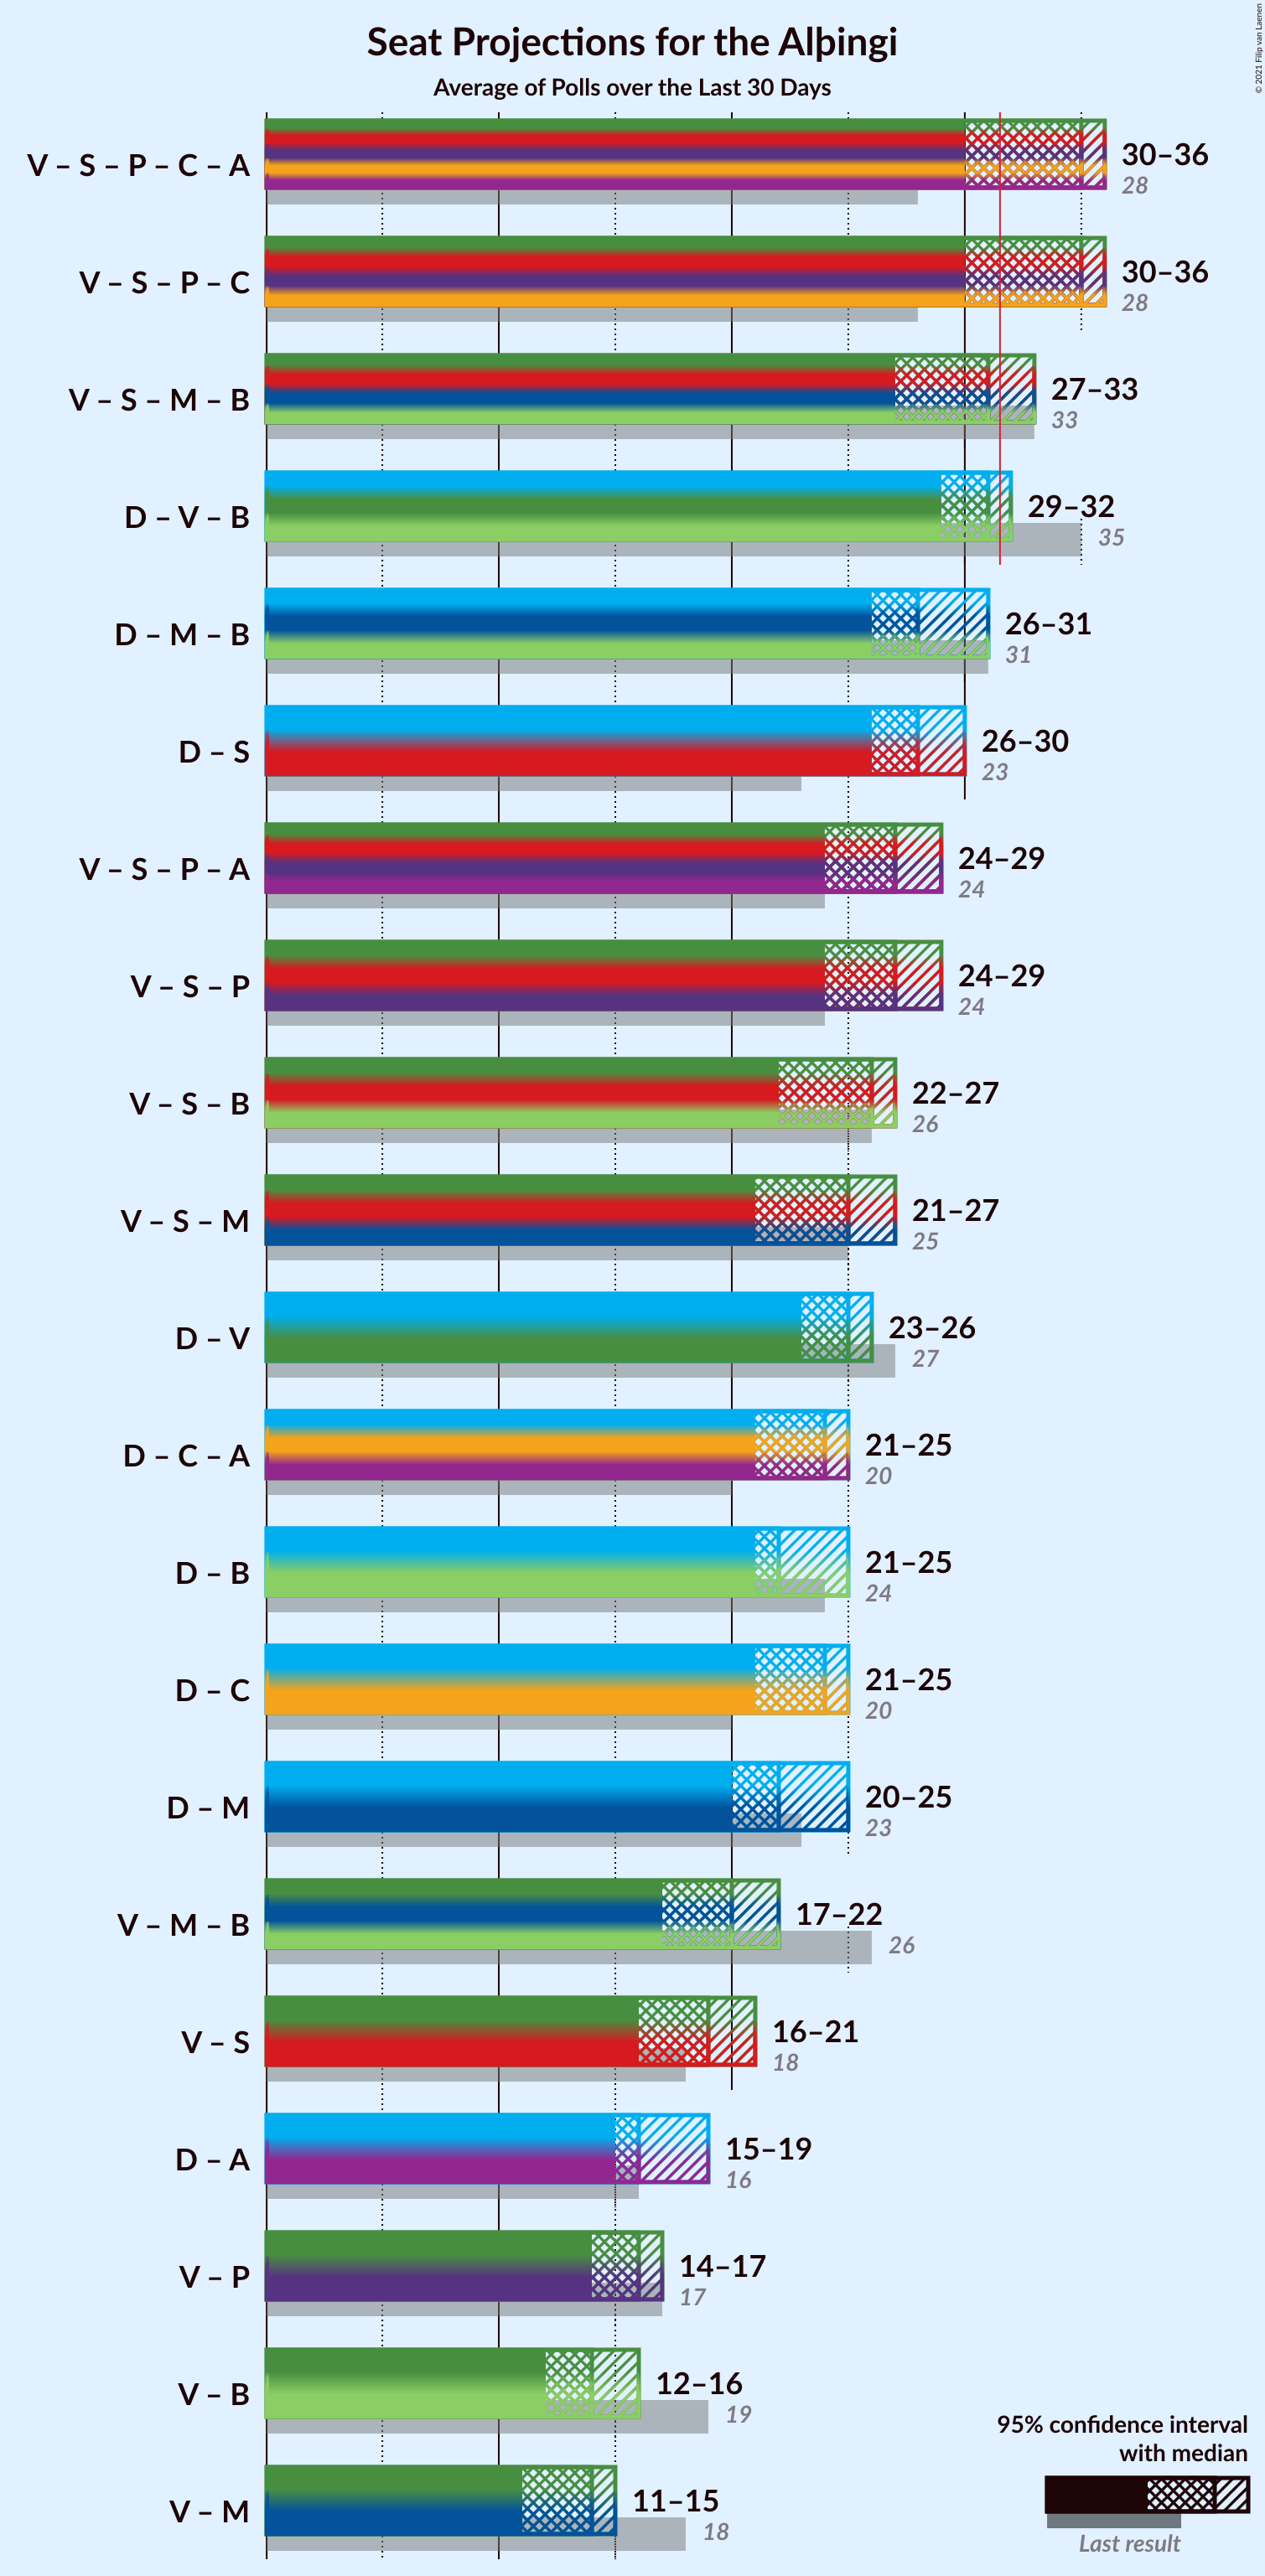 Seat Projections for the Alþingi
Average of Polls over the Last 30 Days
© 2021 Filip van Laenen
V – S – P – C – A
30–36
28
V – S – P – C
30–36
28
V – S – M – B
27–33
33
D – V – B
29–32
35
D – M – B
26–31
31
D – S
26–30
23
V – S – P – A
24–29
24
V – S – P
24–29
24
V – S – B
22–27
26
V – S – M
21–27
25
D – V
23–26
27
D – C – A
21–25
20
D – B
21–25
24
D – C
21–25
20
D – M
20–25
23
V – M – B
17–22
26
V – S
16–21
18
D – A
15–19
16
V – P
14–17
17
V – B
12–16
19
V – M
11–15
18
95% confidence interval
with median
Last result